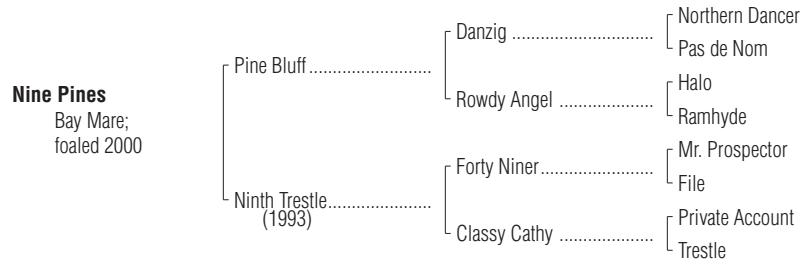 Nine Pines
Bay Mare;
foaled 2000
Pine Bluff
Ninth Trestle
(1993)
Danzig
Rowdy Angel
Forty Niner
Classy Cathy
Northern Dancer
Pas de Nom
Halo
Ramhyde
Mr. Prospector
File
Private Account
Trestle